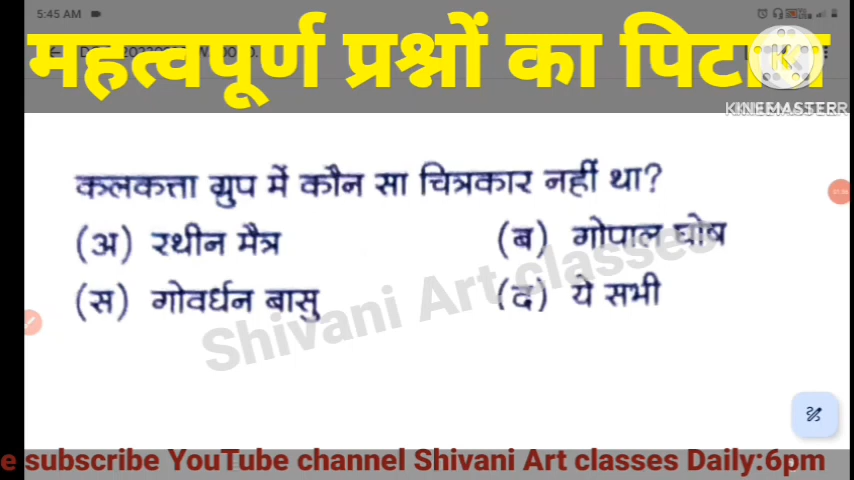 5:45 AM
महत्वपूर्ण प्रश्नों का
KINEMASTER
कलकत्ता ग्रुप में कौन सा चित्रकार नहीं था?
(अ) रथीन मैत्र (ब) गोपाल घोष
(स) गोवर्धन बासु (द) ये सभी
Shivani Art classes
e subscribe YouTube channel Shivani Art classes Daily:6pm